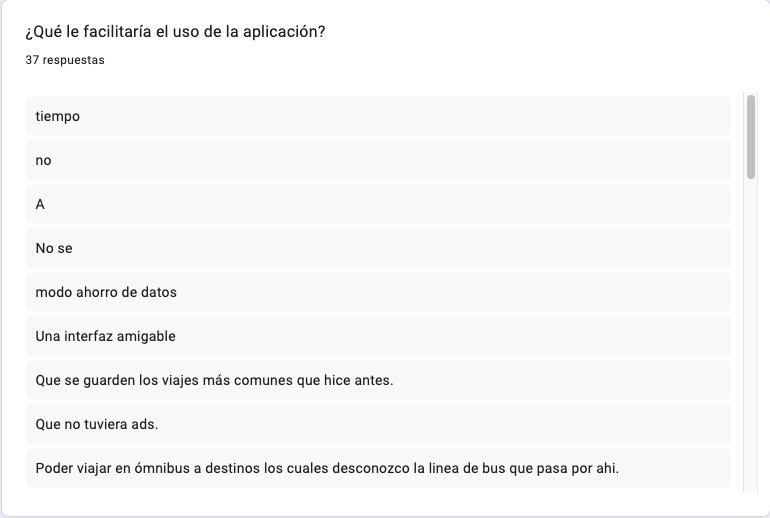 ¿Qué le facilitaría el uso de la aplicación?
37 respuestas
tiempo
no
A
No se
modo ahorro de datos
Una interfaz amigable
Que se guarden los viajes más comunes que hice antes.
Que no tuviera ads.
Poder viajar en ómnibus a destinos los cuales desconozco la linea de bus que pasa por ahi.